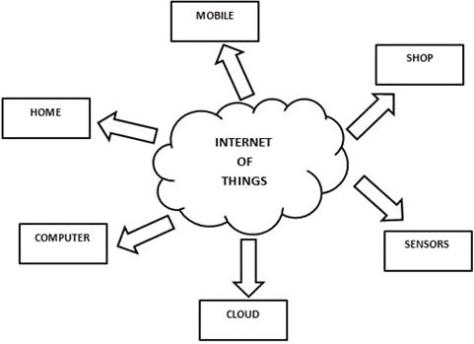 MOBILE
SHOP
HOME
INTERNET
OF
THINGS
COMPUTER
SENSORS
CLOUD